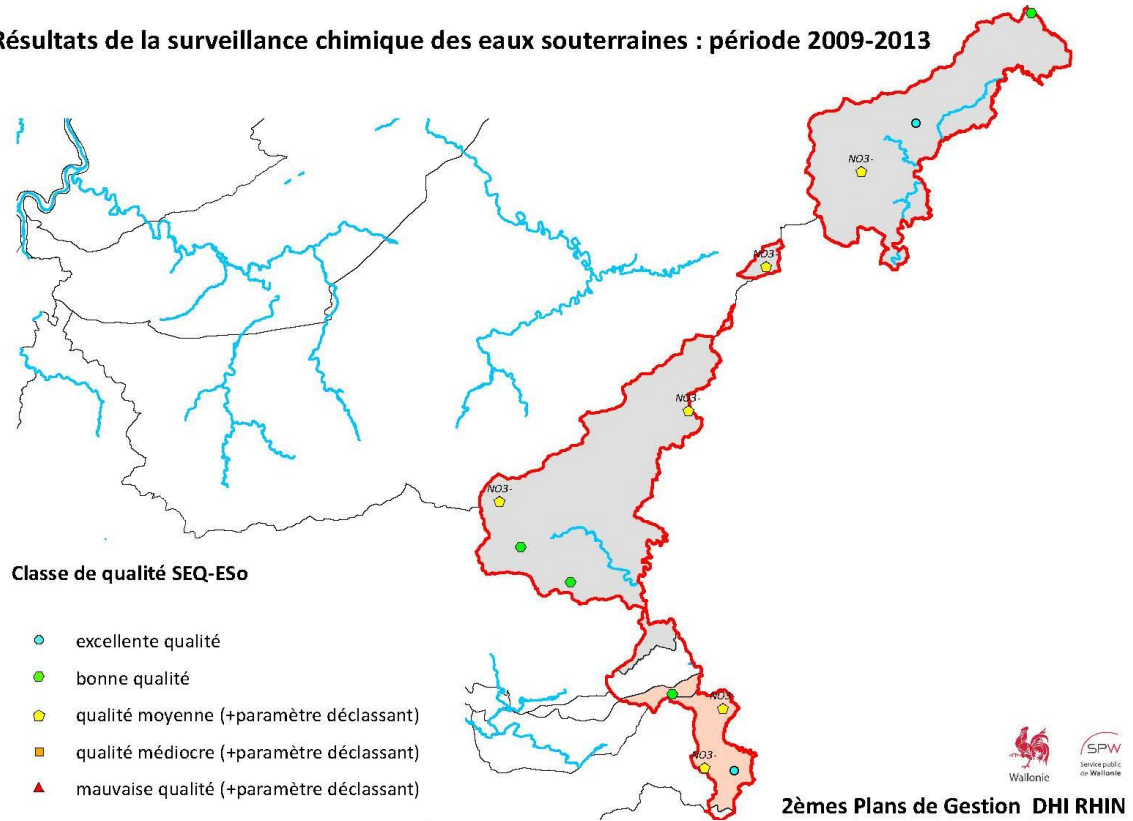 Résultats de la surveillance chimique des eaux souterraines : période 2009-2013
NO3-
NO3-
NO3-
NO3-
Classe de qualité SEQ-ESo
excellente qualité
bonne qualité
qualité moyenne (+paramètre déclassant)
qualité médiocre (+paramètre déclassant)
mauvaise qualité (+paramètre déclassant)
NO3-
NO3-
Wallonie
SPW
Service public
de Wallonie
2èmes Plans de Gestion DHI RHIN